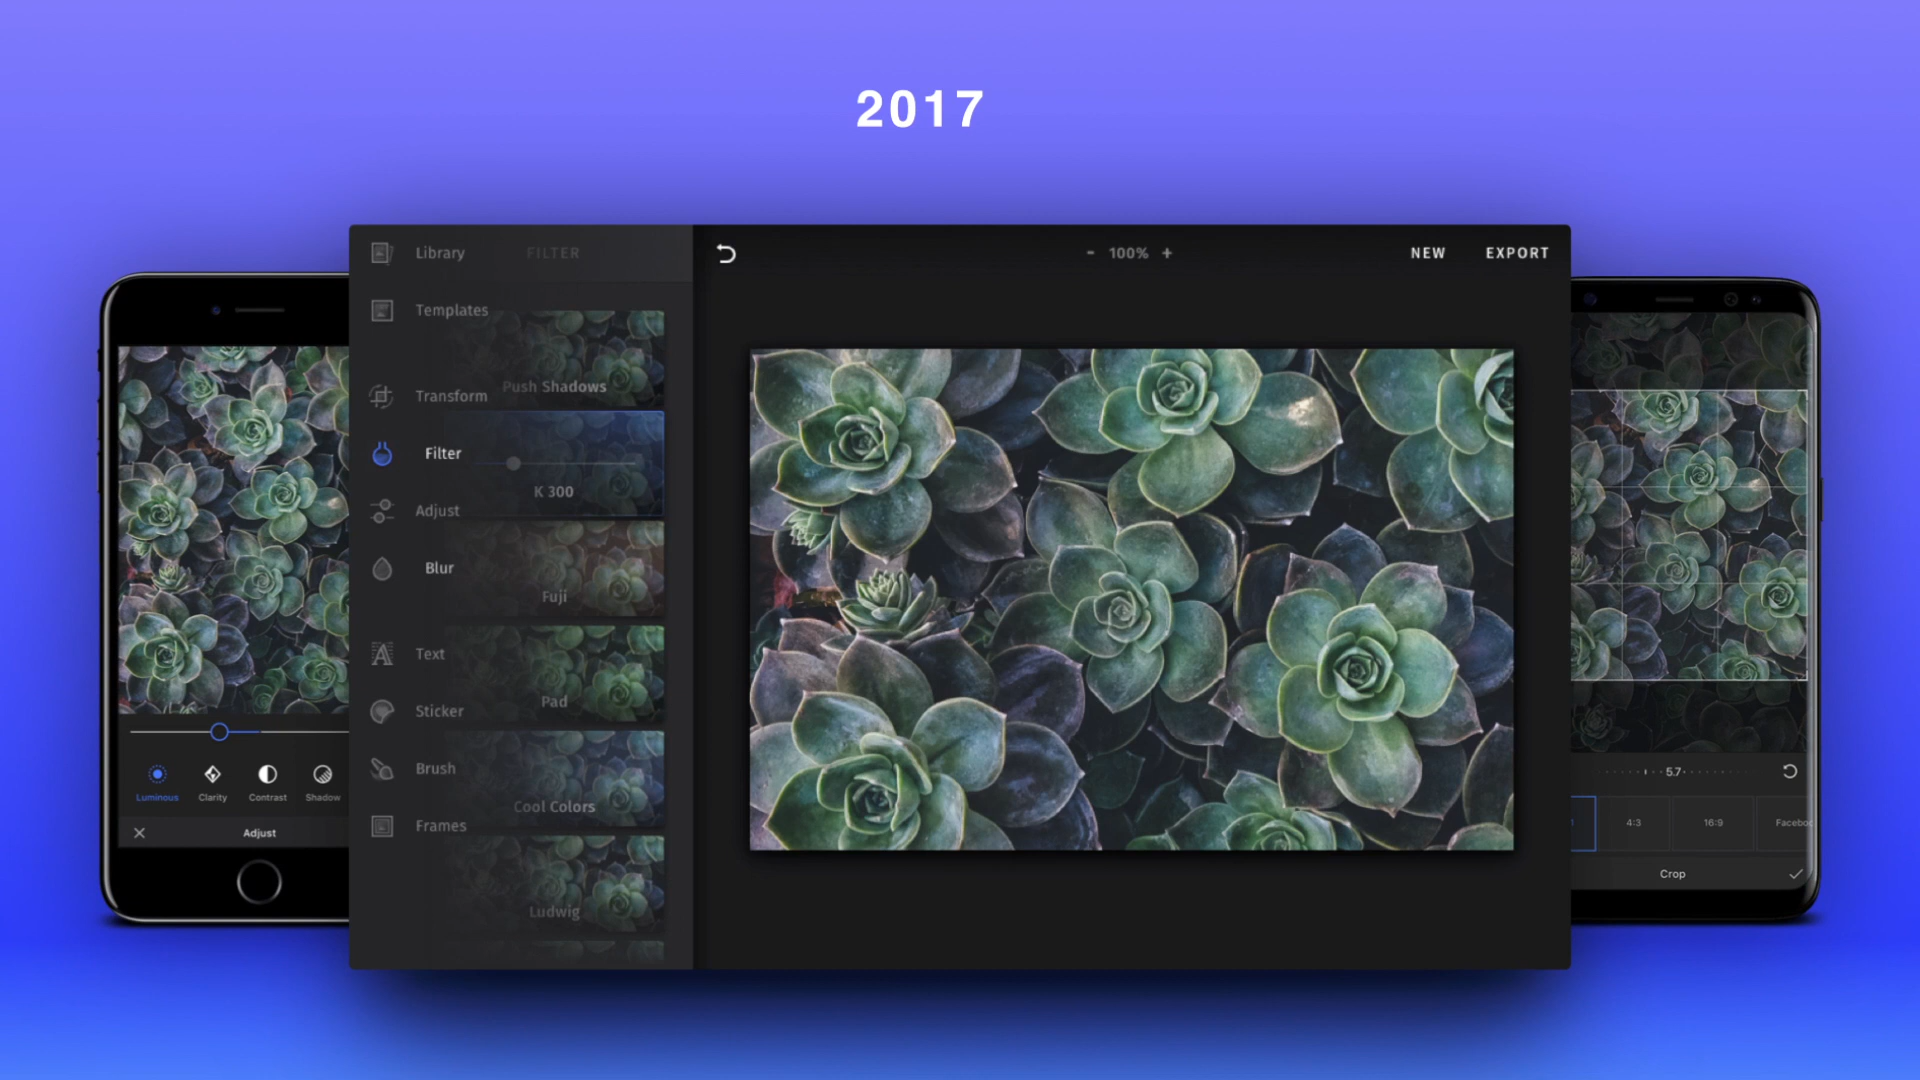 2017
Library
FILTER
- 100% +
NEW
EXPORT
Templates
Push Shadows
Transform
Filter
K 300
Adjust
Blur
Fuji
Text
Pad
Sticker
Brush
Cool Colors
Frames
Ludwig
Luminous
Clarity
Contrast
Shadow
Adjust
5.7
4:3
16:9
Crop